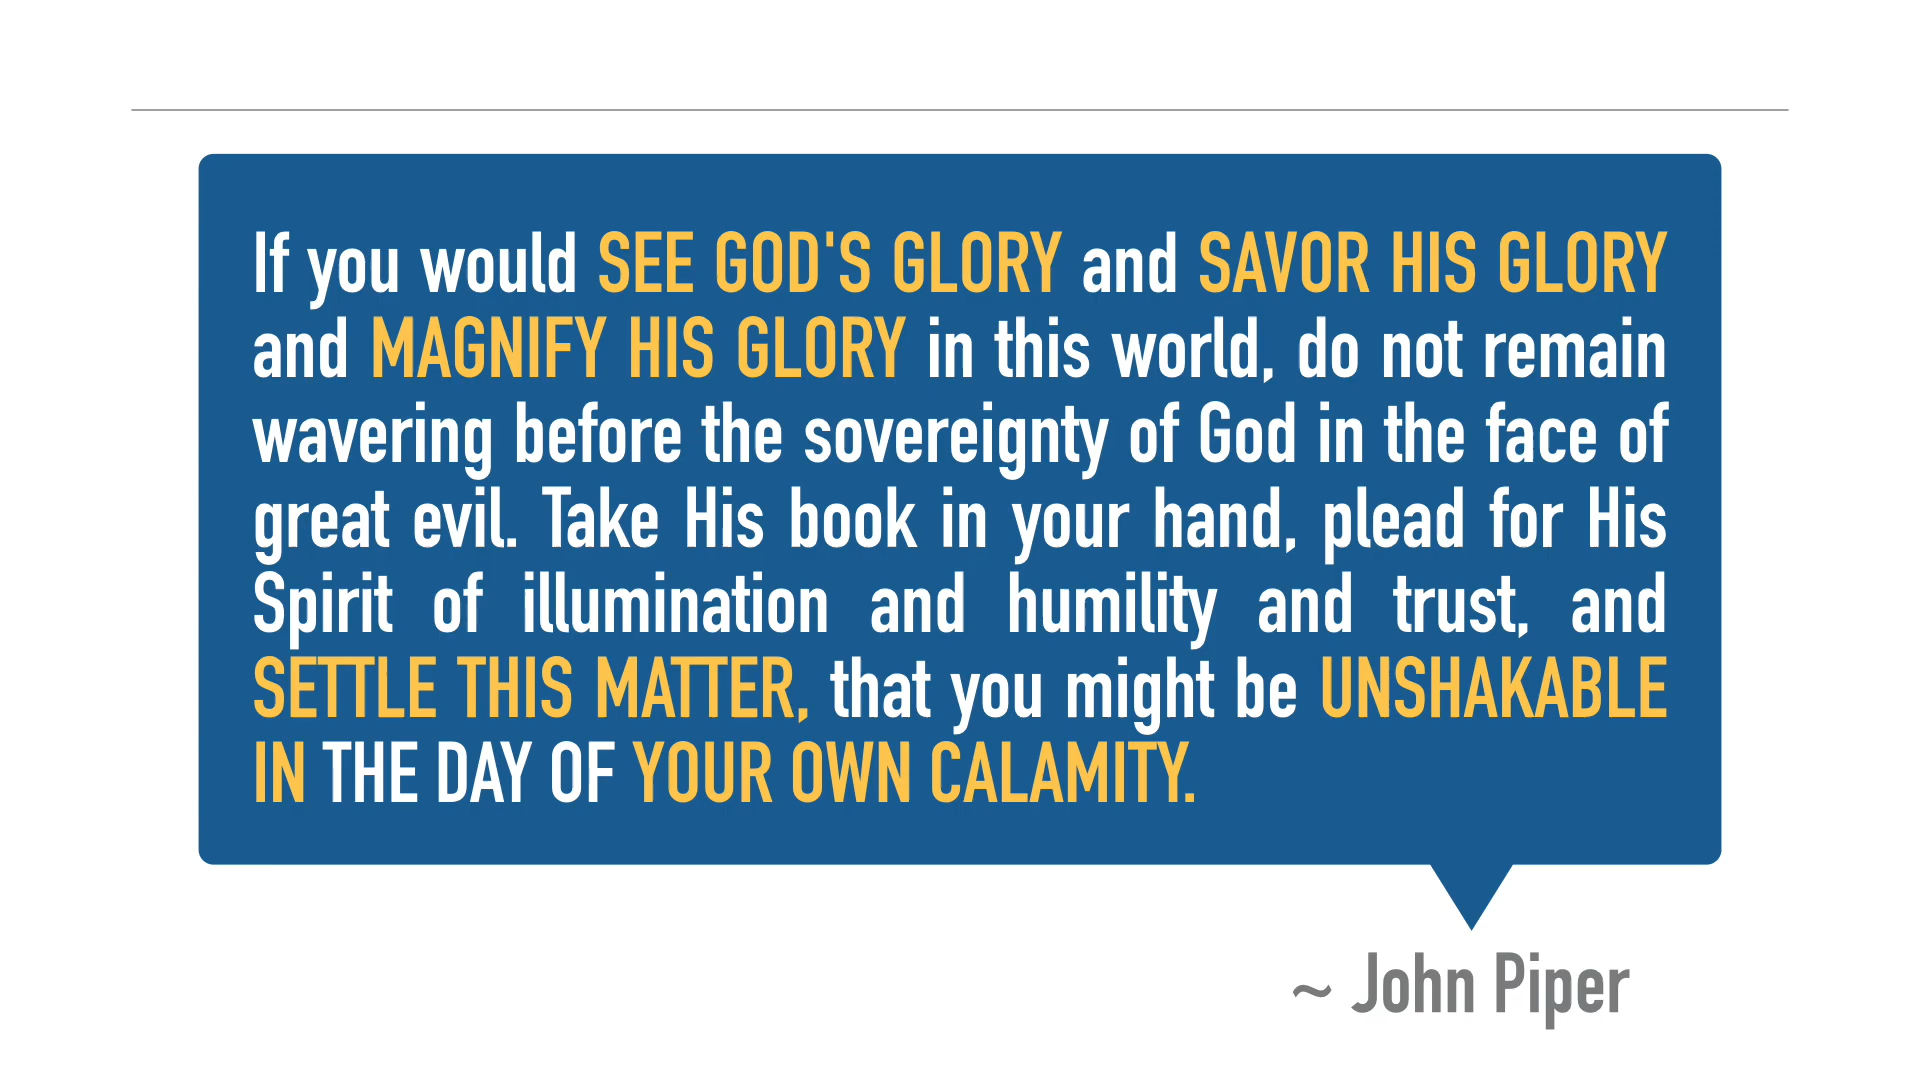 If you would SEE GOD'S GLORY and SAVOR HIS GLORY
and MAGNIFY HIS GLORY in this world, do not remain
wavering before the sovereignty of God in the face of
great evil. Take His book in your hand, plead for His
Spirit of illumination and humility and trust, and
SETTLE THIS MATTER, that you might be UNSHAKABLE
IN THE DAY OF YOUR OWN CALAMITY.
~ John Piper